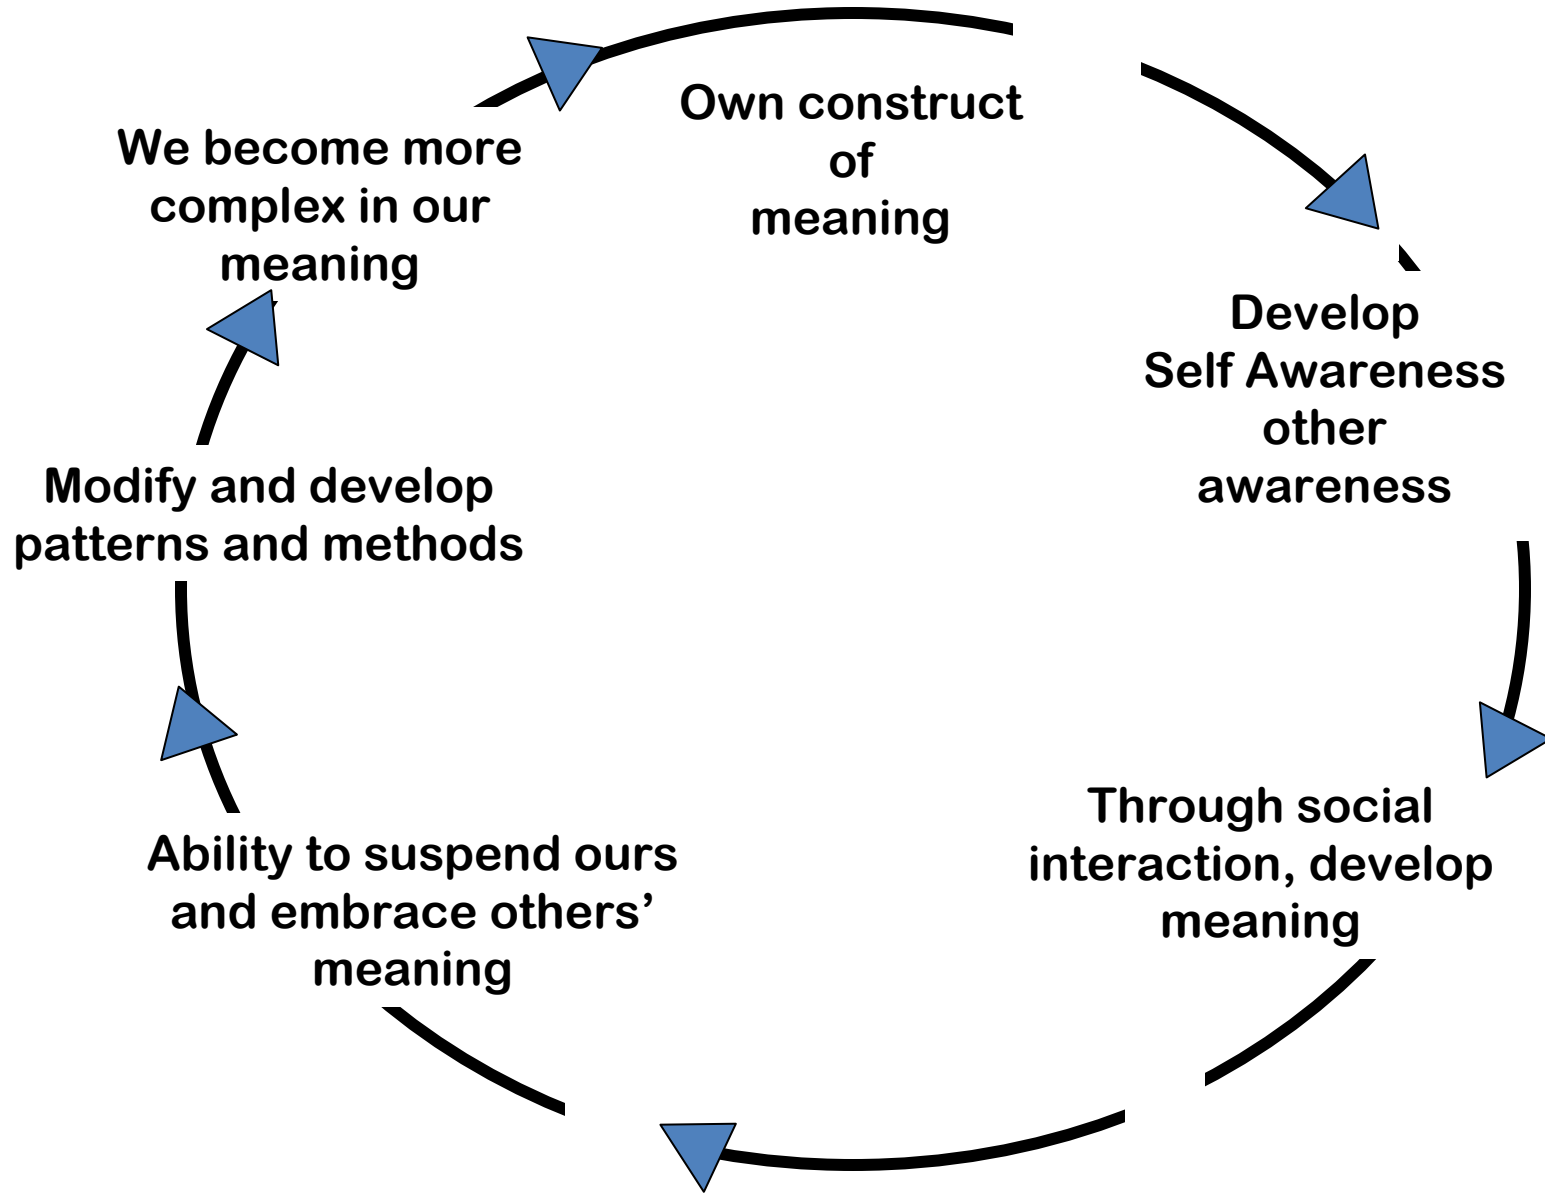 Own construct
of
meaning
Develop
Self Awareness
other
awareness
Through social
interaction, develop
meaning
Ability to suspend ours
and embrace others’
meaning
Modify and develop
patterns and methods
We become more
complex in our
meaning